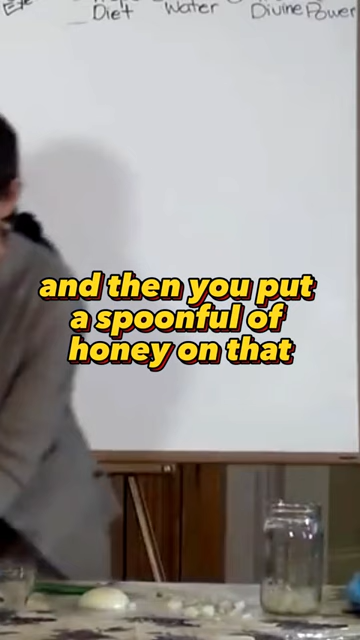 Diet Water Divine Power
and then you put
a spoonful of
honey on that